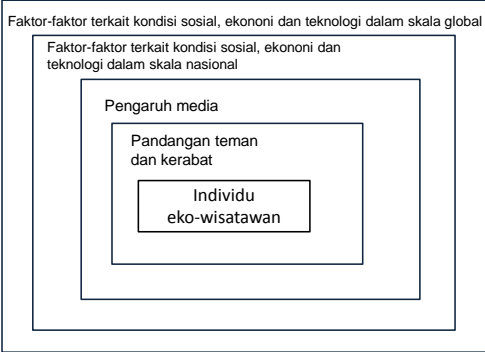 Faktor-faktor terkait kondisi sosial, ekononi dan teknologi dalam skala global
Faktor-faktor terkait kondisi sosial, ekononi dan
teknologi dalam skala nasional
Pengaruh media
Pandangan teman
dan kerabat
Individu
eko-wisatawan